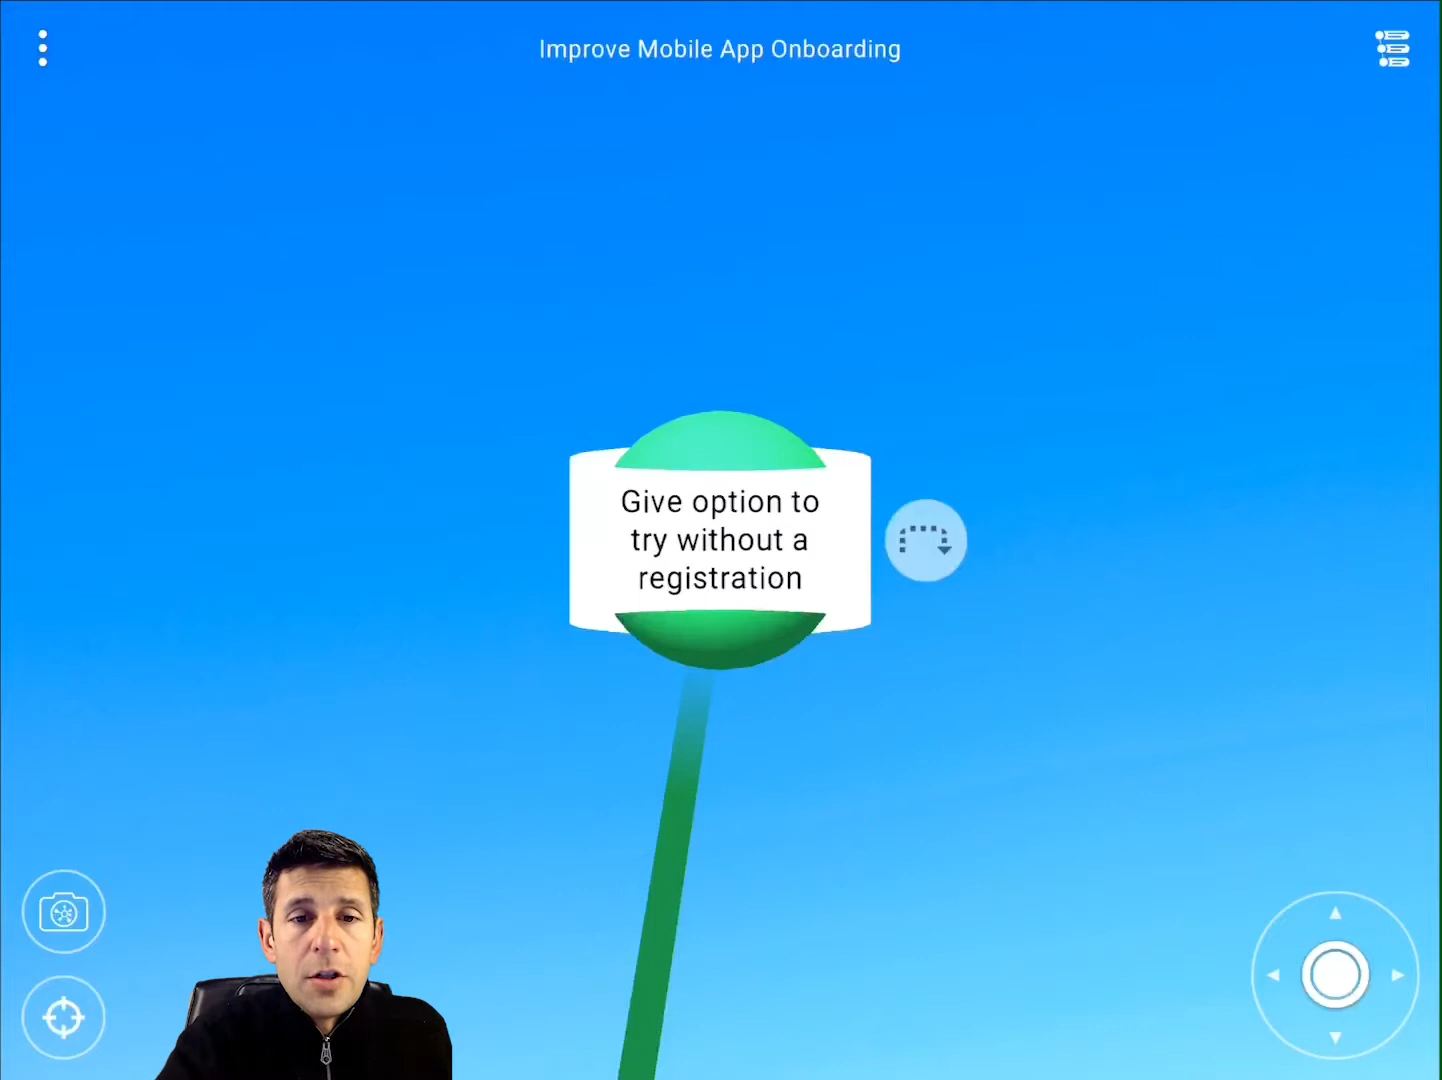 Improve Mobile App Onboarding
Give option to
try without a
registration